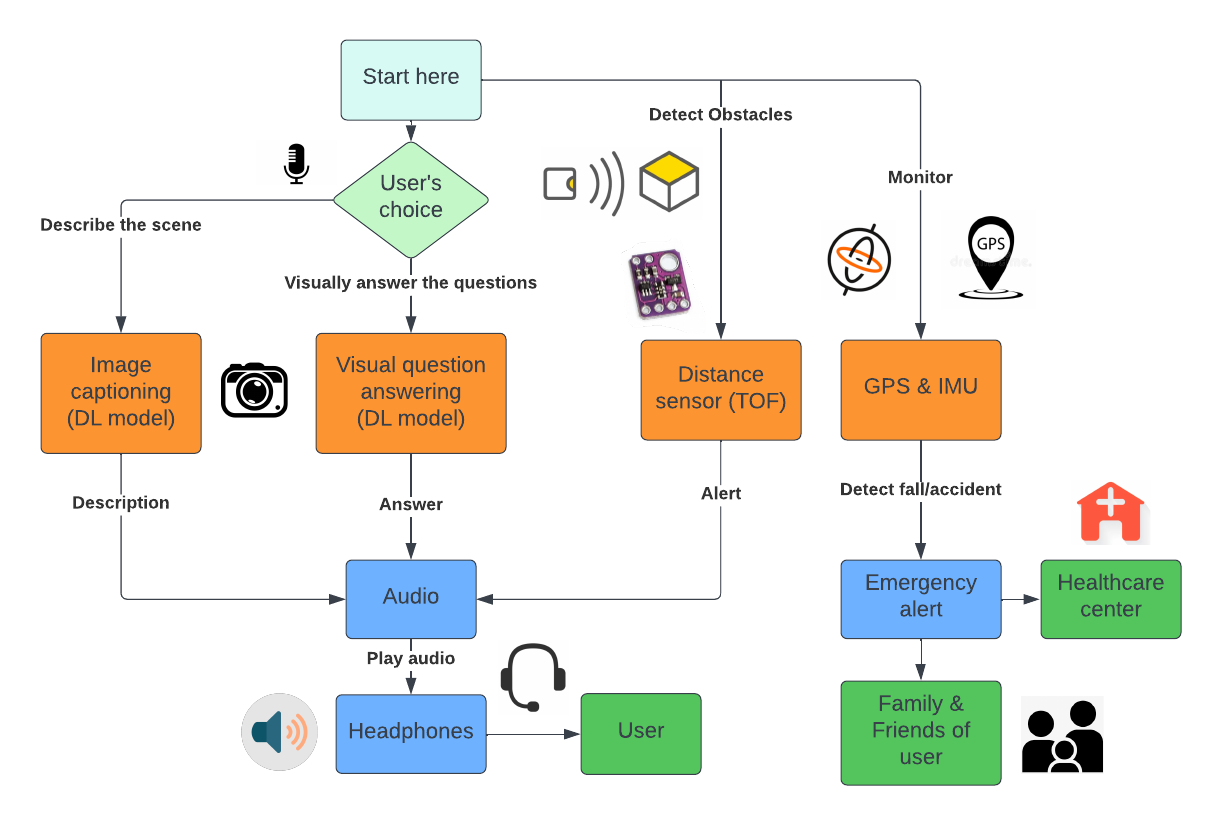 Start here
Detect Obstacles
Monitor
User's
choice
Describe the scene
Visually answer the questions
GPS
Image
captioning
(DL model)
Visual question
answering
(DL model)
Distance
sensor (TOF)
GPS & IMU
Description
Answer
Alert
Detect fall/accident
Audio
Emergency
alert
Healthcare
center
Play audio
Headphones
User
Family &
Friends of
user